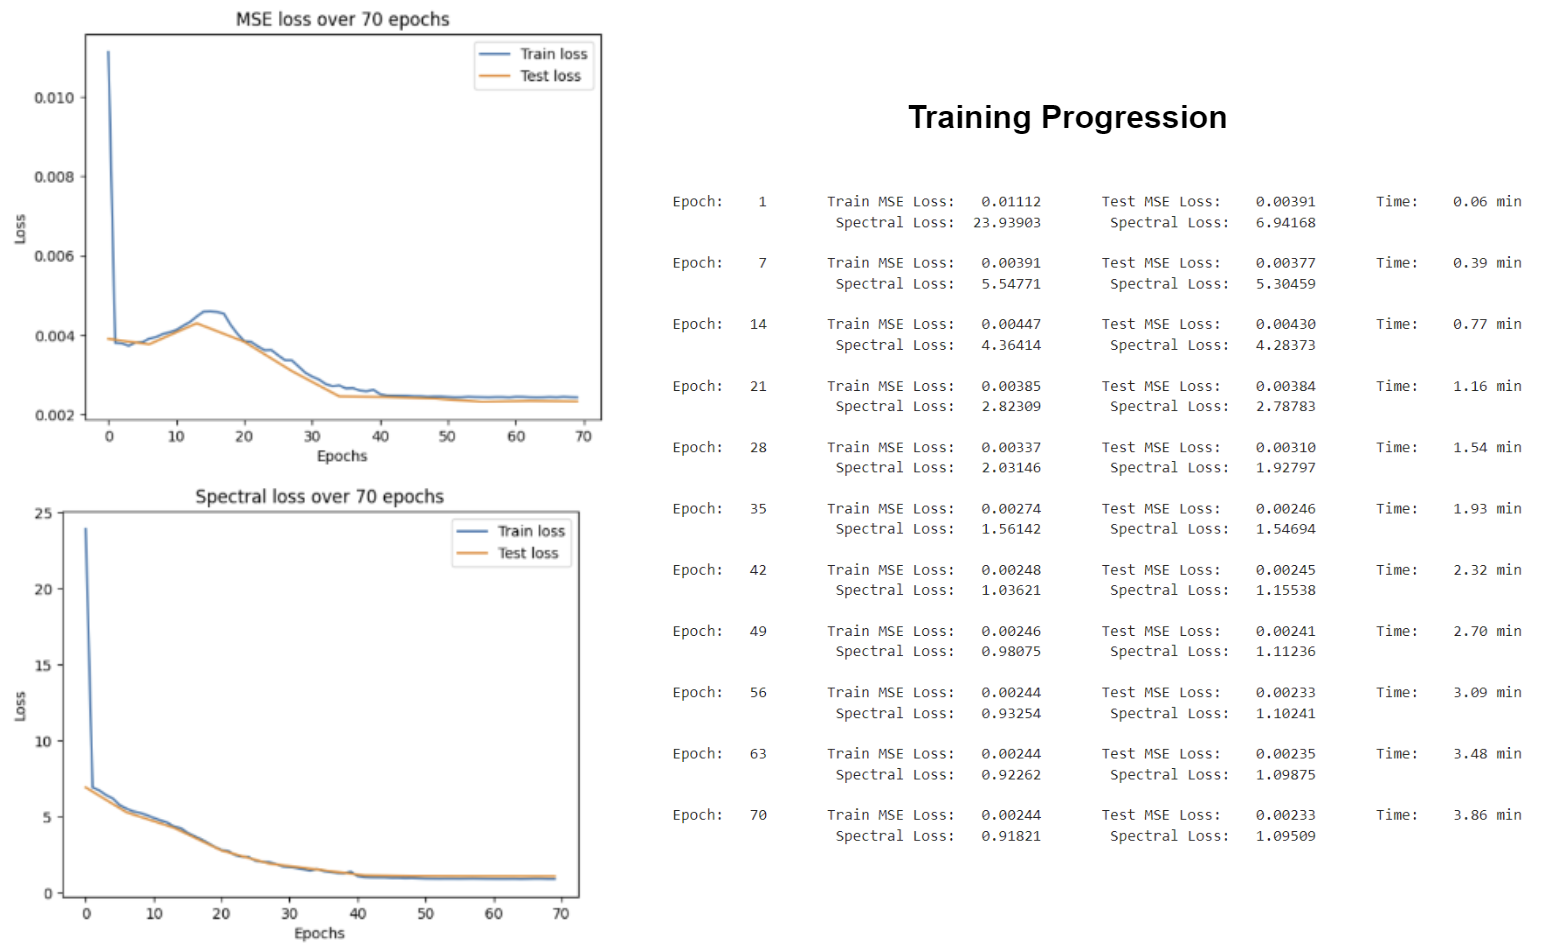 MSE loss over 70 epochs
Train loss
Test loss
0.010
0.008
0.006
0.004
0.002
Loss
0 10 20 30 40 50 60 70
Epochs
Spectral loss over 70 epochs
Train loss
Test loss
25
20
15
10
5
0
Loss
0 10 20 30 40 50 60 70
Epochs
Training Progression
Epoch: 1 Train MSE Loss: 0.01112 Test MSE Loss: 0.00391 Time: 0.06 min
Spectral Loss: 23.93903 Spectral Loss: 6.94168
Epoch: 7 Train MSE Loss: 0.00391 Test MSE Loss: 0.00377 Time: 0.39 min
Spectral Loss: 5.54771 Spectral Loss: 5.30459
Epoch: 14 Train MSE Loss: 0.00447 Test MSE Loss: 0.00430 Time: 0.77 min
Spectral Loss: 4.36414 Spectral Loss: 4.28373
Epoch: 21 Train MSE Loss: 0.00385 Test MSE Loss: 0.00384 Time: 1.16 min
Spectral Loss: 2.82309 Spectral Loss: 2.78783
Epoch: 28 Train MSE Loss: 0.00337 Test MSE Loss: 0.00310 Time: 1.54 min
Spectral Loss: 2.03146 Spectral Loss: 1.92797
Epoch: 35 Train MSE Loss: 0.00274 Test MSE Loss: 0.00246 Time: 1.93 min
Spectral Loss: 1.56142 Spectral Loss: 1.54694
Epoch: 42 Train MSE Loss: 0.00248 Test MSE Loss: 0.00245 Time: 2.32 min
Spectral Loss: 1.03621 Spectral Loss: 1.15538
Epoch: 49 Train MSE Loss: 0.00246 Test MSE Loss: 0.00241 Time: 2.70 min
Spectral Loss: 0.98075 Spectral Loss: 1.11236
Epoch: 56 Train MSE Loss: 0.00244 Test MSE Loss: 0.00233 Time: 3.09 min
Spectral Loss: 0.93254 Spectral Loss: 1.10241
Epoch: 63 Train MSE Loss: 0.00244 Test MSE Loss: 0.00235 Time: 3.48 min
Spectral Loss: 0.92262 Spectral Loss: 1.09875
Epoch: 70 Train MSE Loss: 0.00244 Test MSE Loss: 0.00233 Time: 3.86 min
Spectral Loss: 0.91821 Spectral Loss: 1.09509